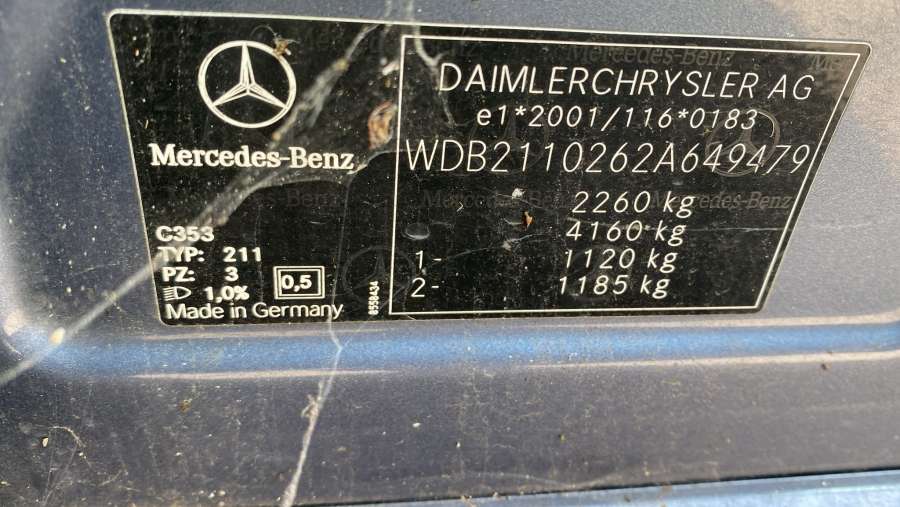 Mercedes-Benz
C353
TYP: 211
PZ: 3
1,0%
0,5
Made in Germany
8558434
DAIMLERCHRYSLER AG
e1*2001/116*0183
WDB2110262A649479
2260 kg
4160 kg
1- 1120 kg
2- 1185 kg